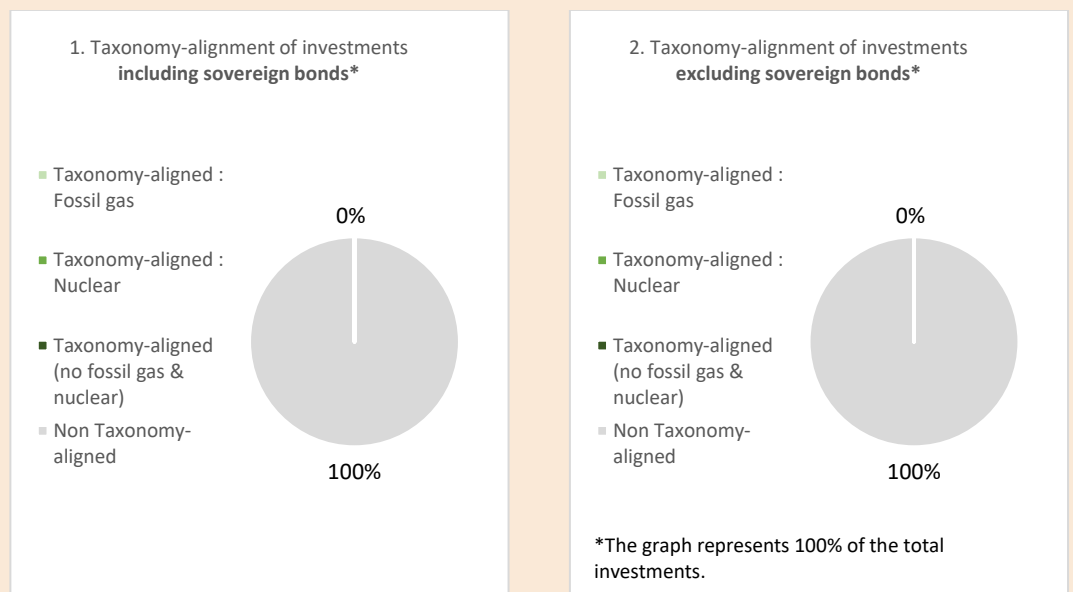 1. Taxonomy-alignment of investments
including sovereign bonds*
Taxonomy-aligned :
Fossil gas
Taxonomy-aligned :
Nuclear
Taxonomy-aligned
(no fossil gas &
nuclear)
Non Taxonomy-
aligned
0%
100%
2. Taxonomy-alignment of investments
excluding sovereign bonds*
Taxonomy-aligned :
Fossil gas
Taxonomy-aligned :
Nuclear
Taxonomy-aligned
(no fossil gas &
nuclear)
Non Taxonomy-
aligned
0%
100%
*The graph represents 100% of the total
investments.